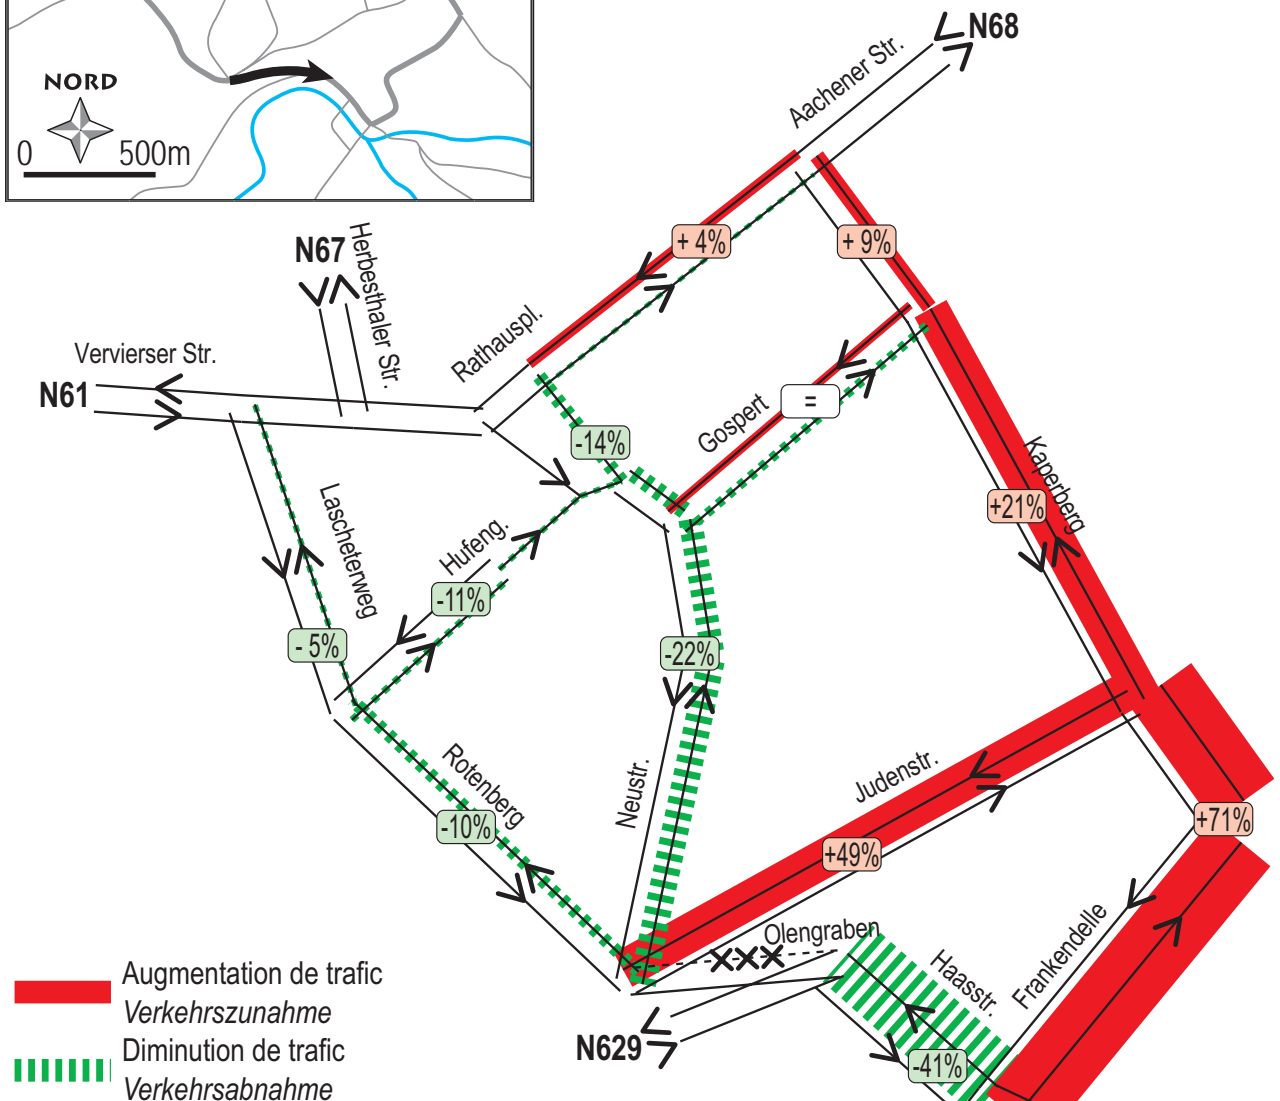 NORD
0 500m
N68
Aachener Str.
+ 4%
+ 9%
N67
Herbesthaler Str.
Rathauspl.
Vervierser Str.
N61
Gospert
=
-14%
Kaperberg
+21%
Lascheterweg
Hufeng.
-11%
- 5%
-22%
Rotenberg
Neustr.
Judenstr.
-10%
+49%
+71%
Olengraben
Haasstr.
Frankendelle
N629
-41%
Augmentation de trafic
Verkehrszunahme
Diminution de trafic
Verkehrsabnahme